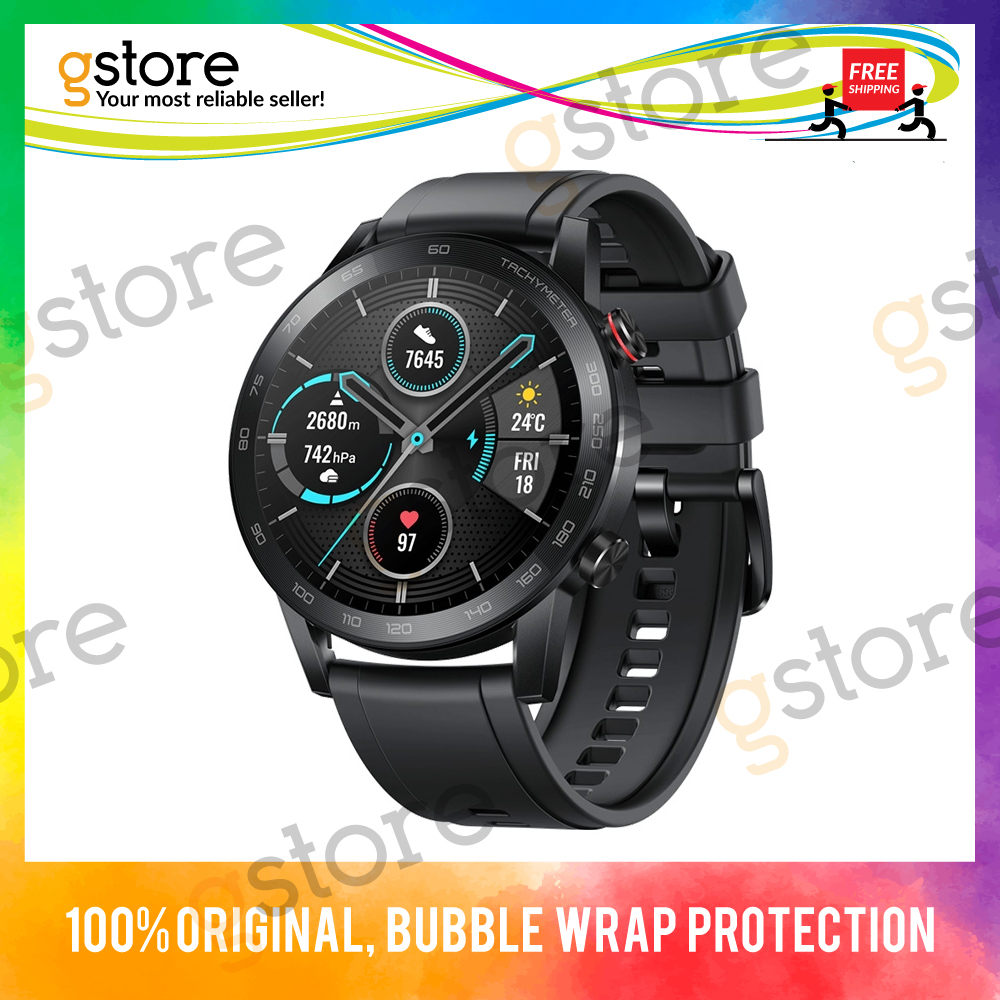 gstore
Your most reliable seller!
FREE
SHIPPING
gstore
gstore
gstore
60
65
TACHYMETER
70
7645
75
300
24°C
2680m
250
80
742hPa
FRI
18
210
97
90
180
160
100
140
110
120
ore
gstore
gstore
100% ORIGINAL, BUBBLE WRAP PROTECTION